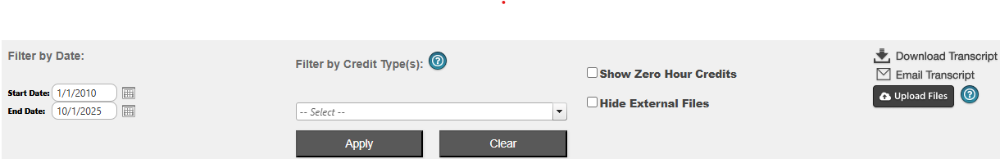 Filter by Date:
Start Date: 1/1/2010
End Date: 10/1/2025
Filter by Credit Type(s): ?
-- Select --
Apply
Clear
Show Zero Hour Credits
Hide External Files
Download Transcript
Email Transcript
Upload Files ?